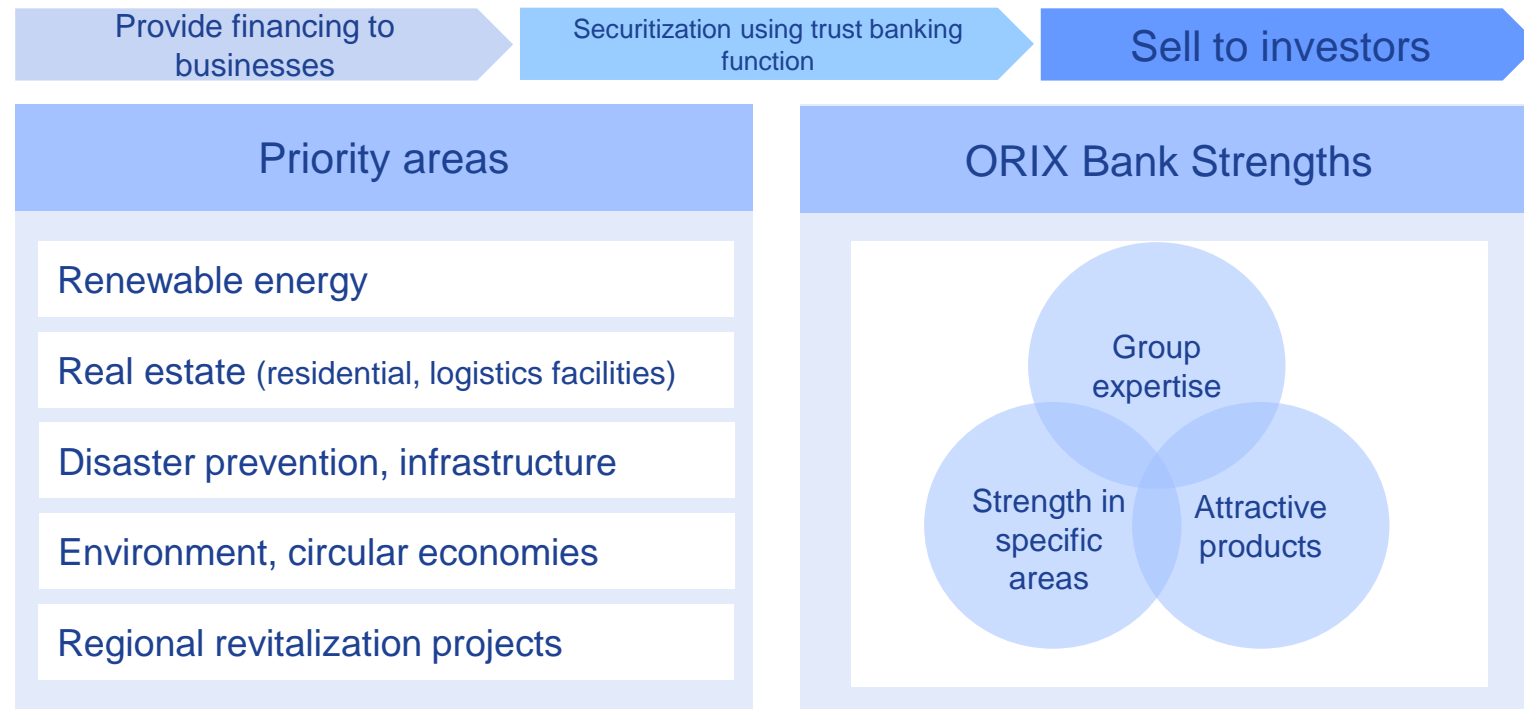 Provide financing to
businesses
Securitization using trust banking
function
Sell to investors
Priority areas
Renewable energy
Real estate (residential, logistics facilities)
Disaster prevention, infrastructure
Environment, circular economies
Regional revitalization projects
ORIX Bank Strengths
Group
expertise
Strength in
specific
areas
Attractive
products